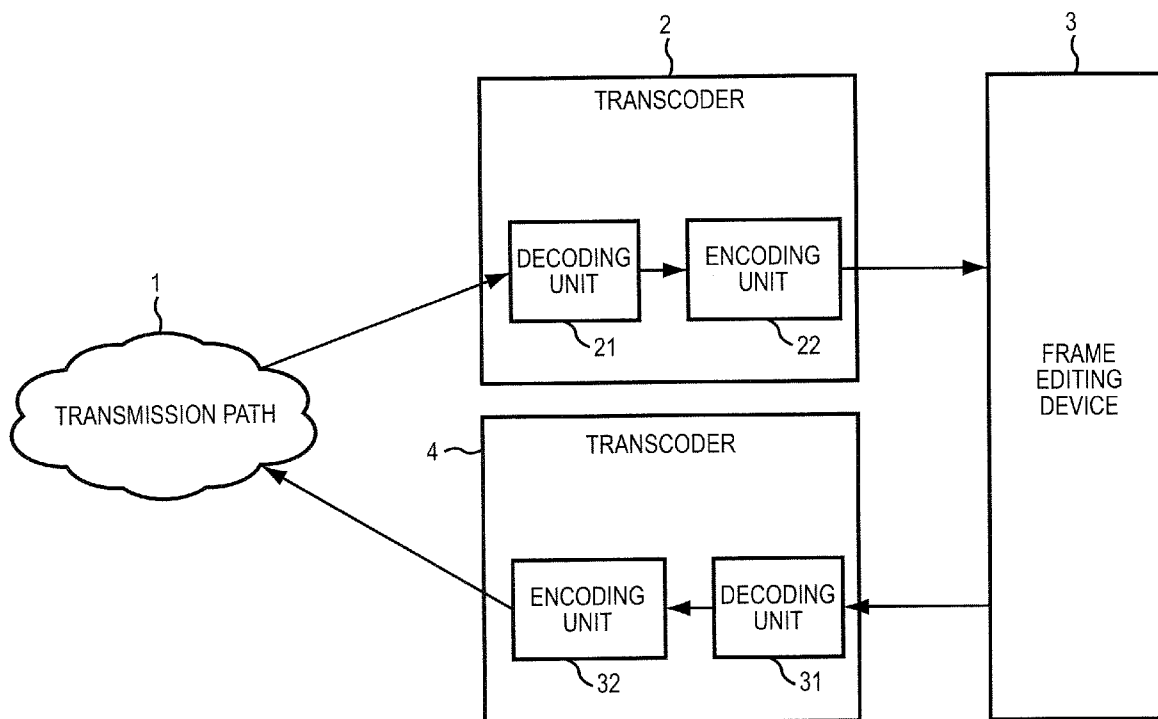 2
3
TRANSCODER
DECODING
UNIT
ENCODING
UNIT
21
22
1
TRANSMISSION PATH
FRAME
EDITING
DEVICE
4
TRANSCODER
ENCODING
UNIT
DECODING
UNIT
32
31